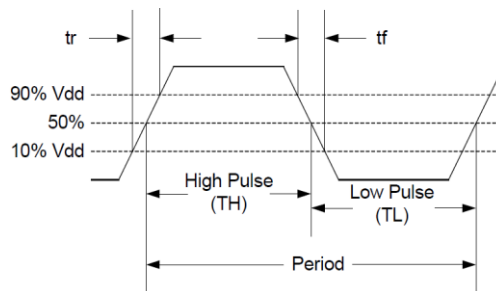 tr
tf
90% Vdd
50%
10% Vdd
High Pulse
(TH)
Low Pulse
(TL)
Period